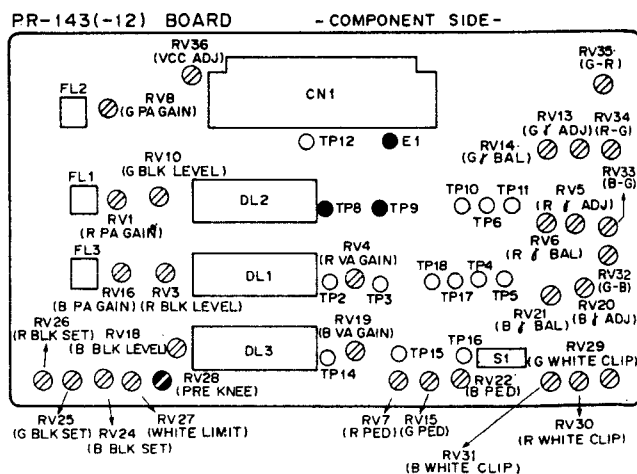 PR-143(-12) BOARD -COMPONENT SIDE-
RV36
(VCC ADJ)
RV35
(G-R)
FL2
RV8
(G PA GAIN)
CN1
RV13
(G γ ADJ)
RV34
(R-G)
TP12
E1
RV14
(G γ BAL)
RV33
(B-G)
RV10
(G BLK LEVEL)
FL1
RV1
(R PA GAIN)
DL2
TP8
TP9
TP10
TP6
TP11
RV5
(R γ ADJ)
RV6
(R γ BAL)
FL3
RV16
(B PA GAIN)
RV3
(R BLK LEVEL)
DL1
RV4
(R VA GAIN)
TP2
TP3
TP18
TP17
TP4
TP5
RV32
(G-B)
RV20
(B γ ADJ)
RV21
(B γ BAL)
RV26
(R BLK SET)
RV18
(B BLK LEVEL)
DL3
RV19
(B VA GAIN)
TP14
TP15
TP16
S1
RV29
(G WHITE CLIP)
RV28
(PRE KNEE)
RV22
(B PED)
RV25
(G BLK SET)
RV24
(B BLK SET)
RV27
(WHITE LIMIT)
RV7
(R PED)
RV15
(G PED)
RV31
(B WHITE CLIP)
RV30
(R WHITE CLIP)